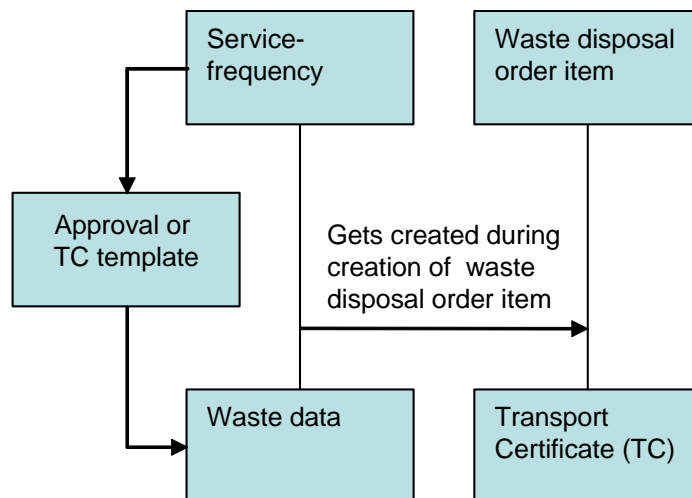 Service-
frequency
Waste disposal
order item
Approval or
TC template
Gets created during
creation of  waste
disposal order item
Waste data
Transport
Certificate (TC)